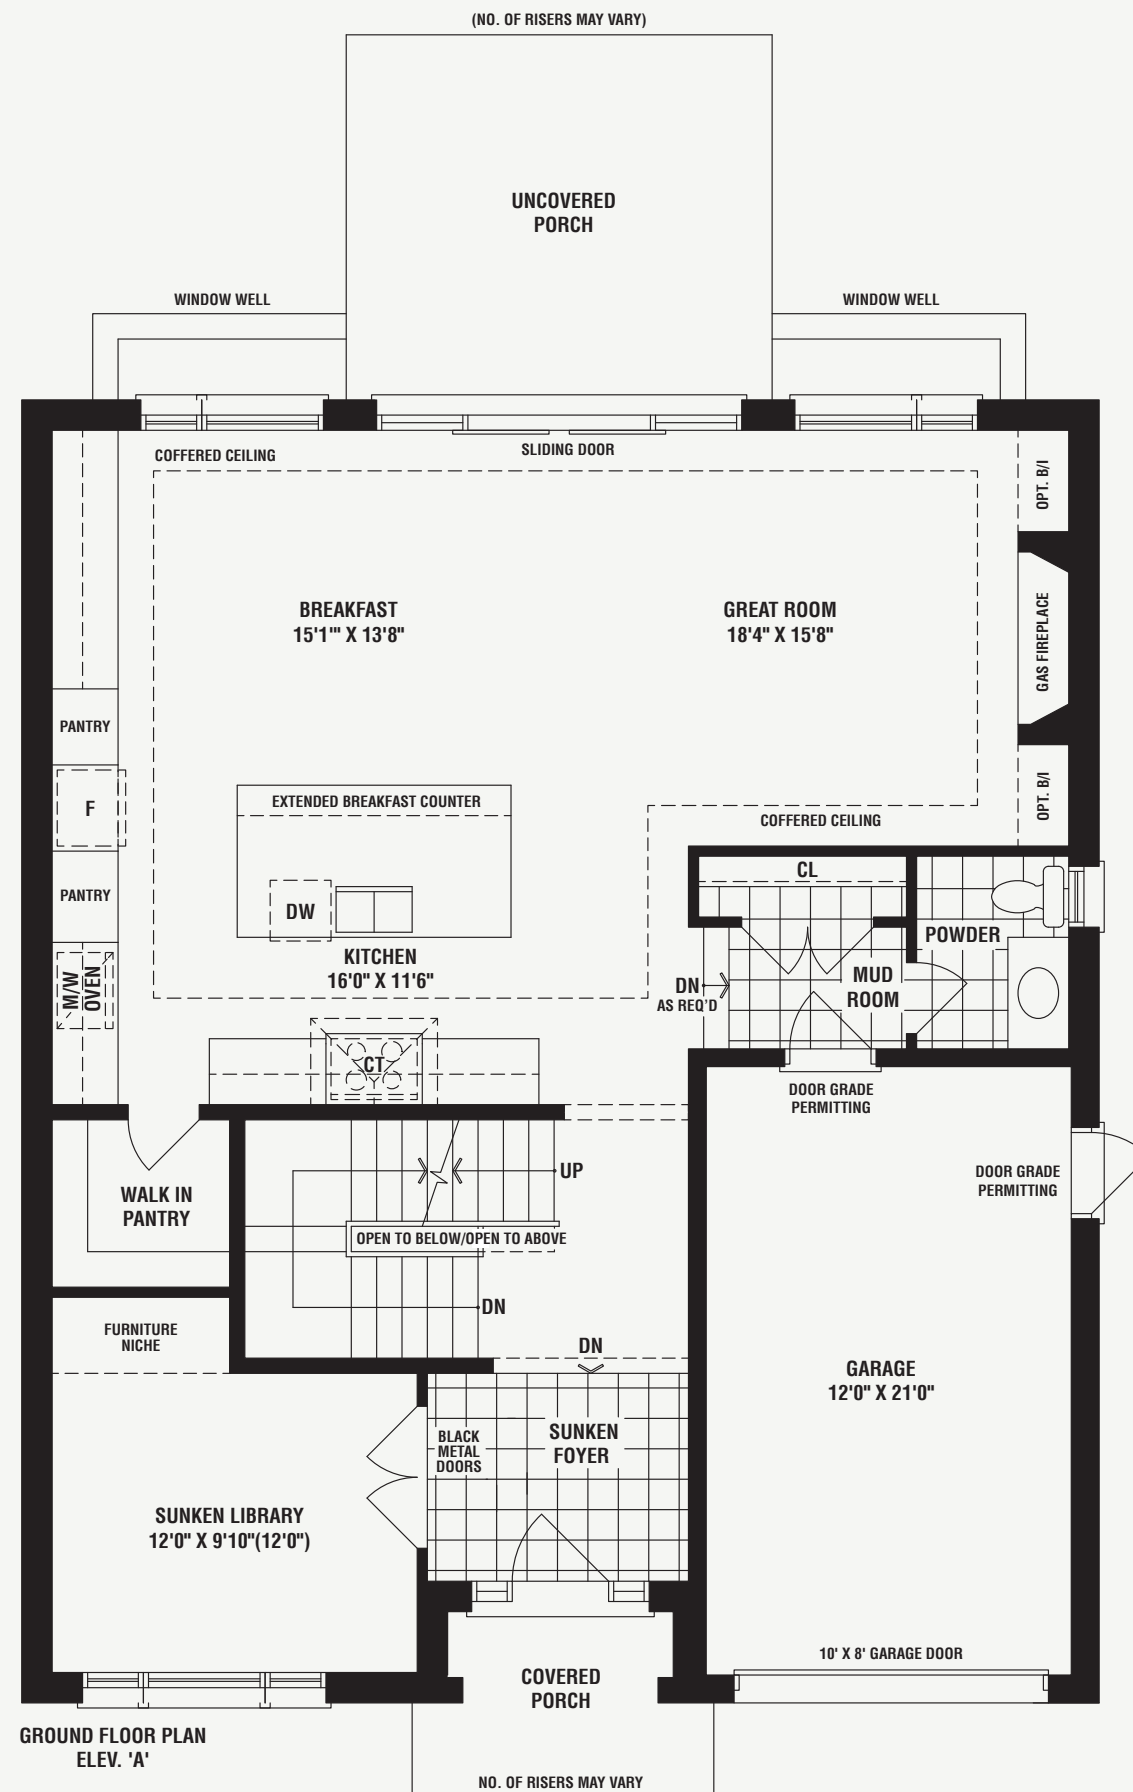 (NO. OF RISERS MAY VARY)
UNCOVERED
PORCH
WINDOW WELL
WINDOW WELL
COFFERED CEILING
SLIDING DOOR
OPT. B/I
BREAKFAST
15'1'" X 13'8"
GREAT ROOM
18'4" X 15'8"
GAS FIREPLACE
PANTRY
F
EXTENDED BREAKFAST COUNTER
OPT. B/I
COFFERED CEILING
PANTRY
DW
CL
POWDER
KITCHEN
16'0" X 11'6"
M/W
OVEN
MUD
ROOM
DN
AS REQ'D
CT
DOOR GRADE
PERMITTING
DOOR GRADE
PERMITTING
WALK IN
PANTRY
UP
OPEN TO BELOW/OPEN TO ABOVE
DN
FURNITURE
NICHE
DN
GARAGE
12'0" X 21'0"
BLACK
METAL
DOORS
SUNKEN
FOYER
SUNKEN LIBRARY
12'0" X 9'10"(12'0")
10' X 8' GARAGE DOOR
COVERED
PORCH
GROUND FLOOR PLAN
ELEV. 'A'
NO. OF RISERS MAY VARY